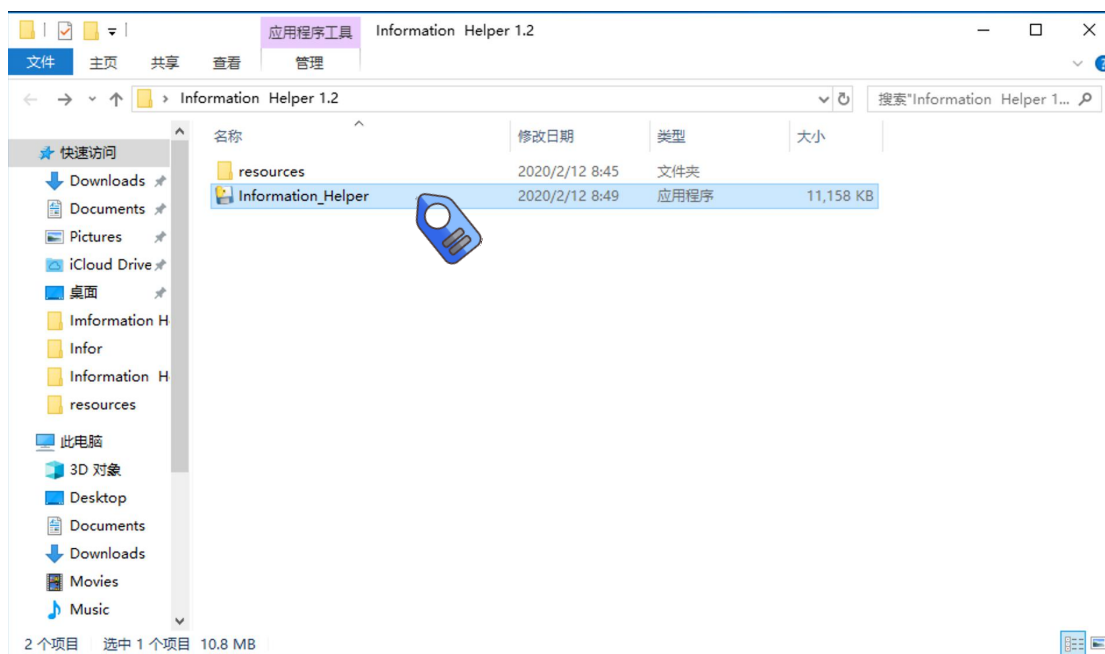 应用程序工具 Information Helper 1.2
文件 主页 共享 查看 管理
Information Helper 1.2 搜索"Information Helper 1...
名称 修改日期 类型 大小
快速访问
Downloads
Documents
Pictures
iCloud Drive
桌面
Imformation H
Infor
Information H
resources
此电脑
3D 对象
Desktop
Documents
Downloads
Movies
Music
resources 2020/2/12 8:45 文件夹
Information_Helper 2020/2/12 8:49 应用程序 11,158 KB
2 个项目 选中 1 个项目 10.8 MB